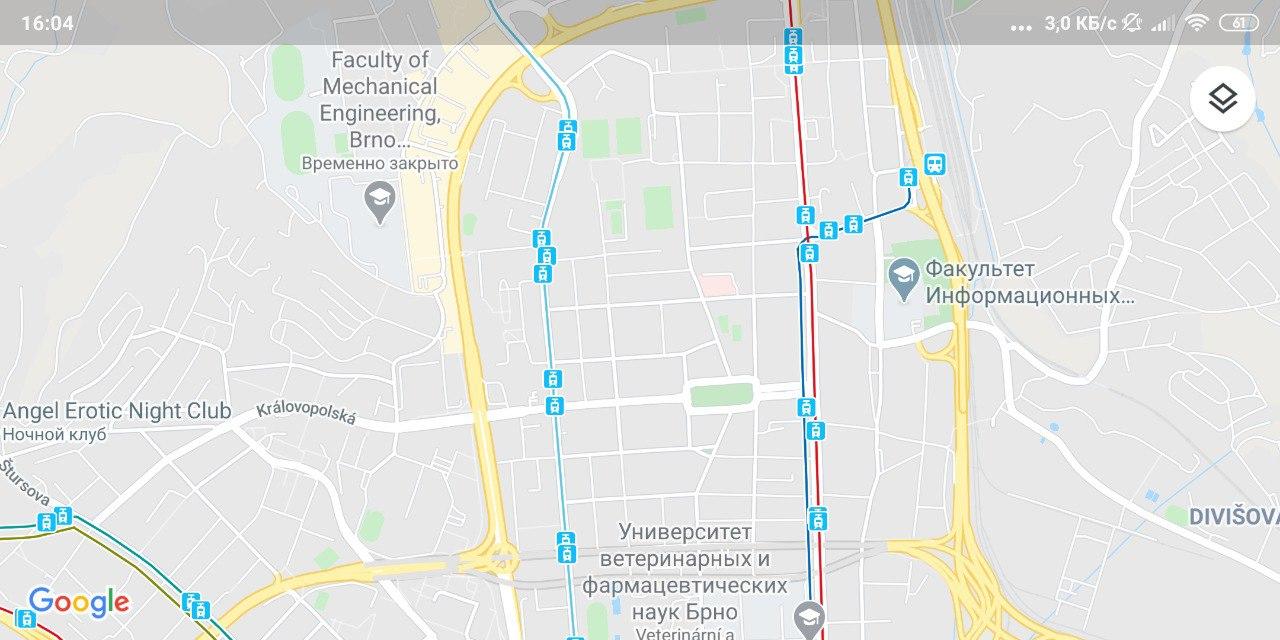 16:04
... 3,0 КБ/с 61
Faculty of
Mechanical
Engineering,
Brno...
Временно закрыто
Факультет
Информационных...
Angel Erotic Night Club
Ночной клуб
Královopolská
Štursova
DIVIŠOVA
Университет
ветеринарных и
фармацевтических
наук Брно
Veterinární a
Google